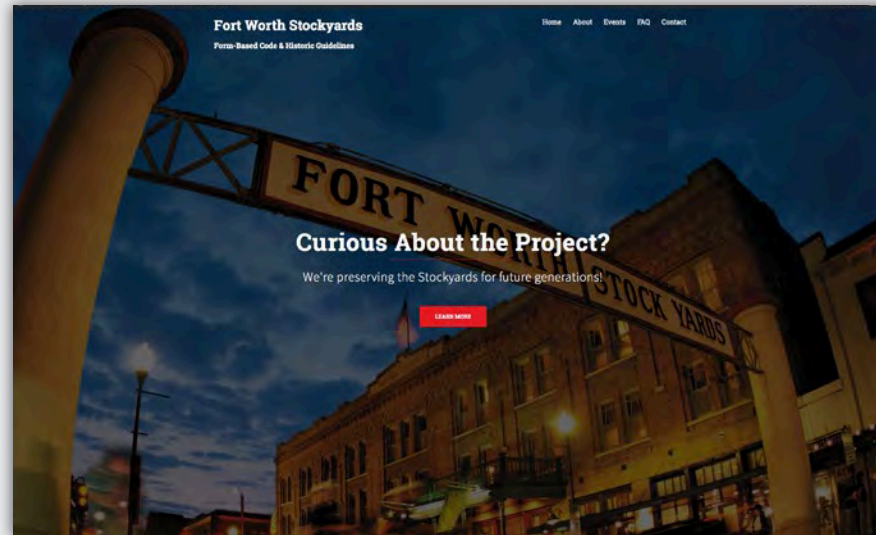 Fort Worth Stockyards
Form-Based Code & Historic Guidelines
Home About Events FAQ Contact
FORT WORTH
STOCK YARDS
Curious About the Project?
We're preserving the Stockyards for future generations!
LEARN MORE